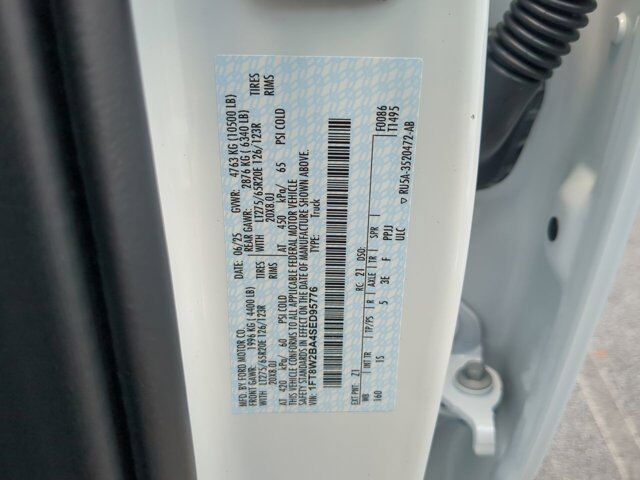 MFD. BY FORD MOTOR CO.
DATE: 06/25 GVWR: 4763 KG (10500 LB)
FRONT GAWR: 1996 KG (4400 LB) REAR GAWR: 2876 KG (6340 LB)
WITH LT275/65R20E 126/123R TIRES WITH LT275/65R20E 126/123R TIRES
20X8.0J RIMS 20X8.0J RIMS
AT 420 kPa/ 60 PSI COLD AT 450 kPa/ 65 PSI COLD
THIS VEHICLE CONFORMS TO ALL APPLICABLE FEDERAL MOTOR VEHICLE
SAFETY STANDARDS IN EFFECT ON THE DATE OF MANUFACTURE SHOWN ABOVE.
VIN: 1FT8W2BA4SED95776 TYPE: Truck
F0086
T1495
EXT PNT: Z1 RC: 21 DSO:
WB INT TR TP/PS R AXLE TR SPR
160 TS 5 3E F PPJJ
ULC
▽ RU5A-3520472-AB